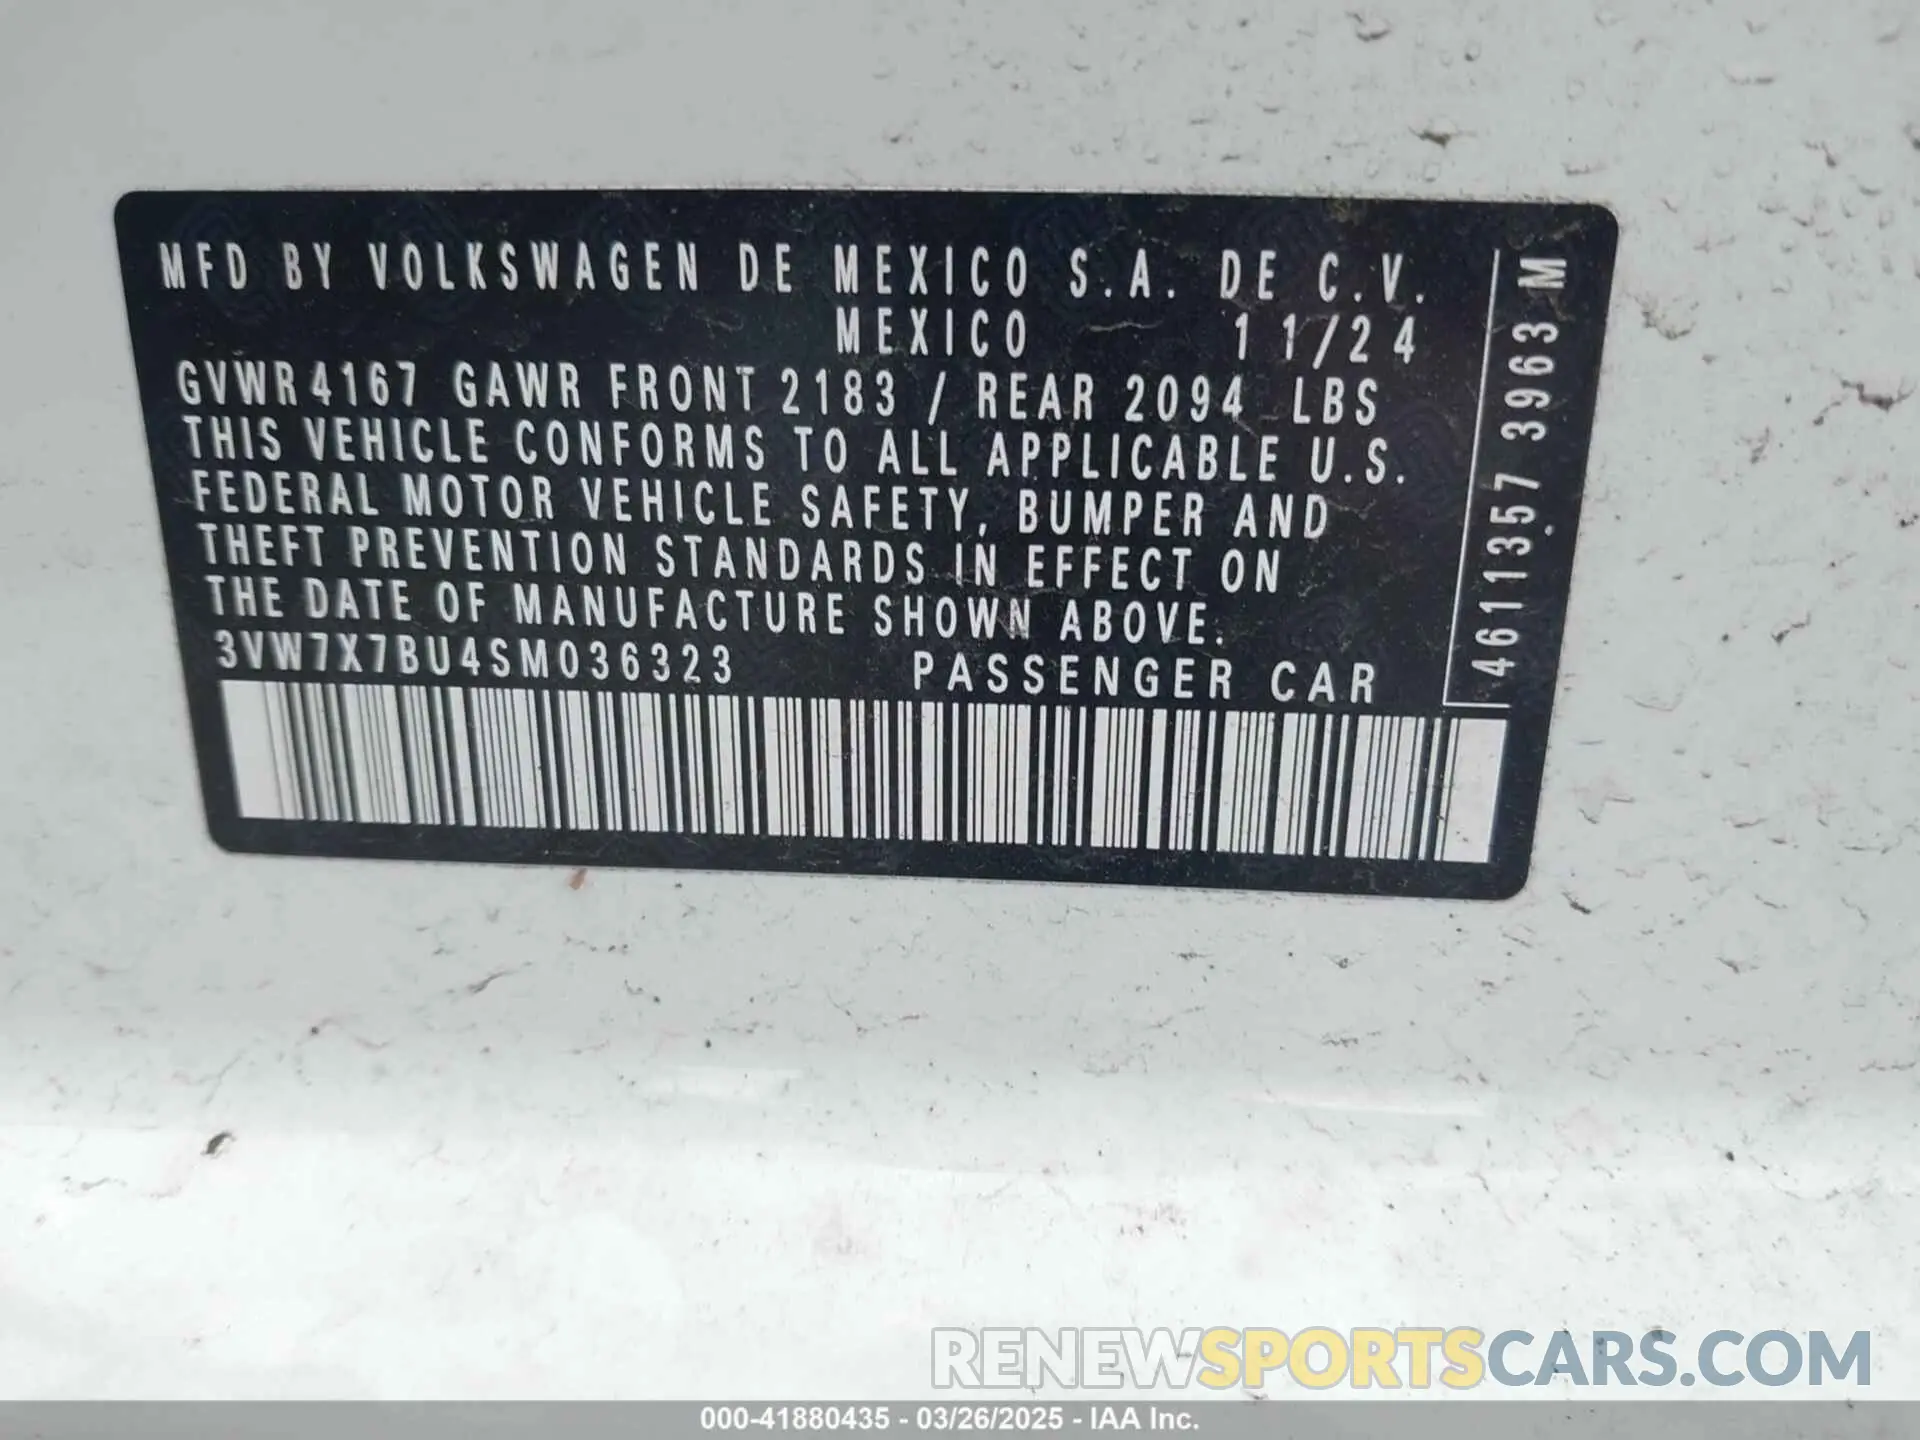 MFD BY VOLKSWAGEN DE MEXICO S.A. DE C.V.
MEXICO 11/24
GVWR 4167 GAWR FRONT 2183 / REAR 2094 LBS
THIS VEHICLE CONFORMS TO ALL APPLICABLE U.S.
FEDERAL MOTOR VEHICLE SAFETY, BUMPER AND
THEFT PREVENTION STANDARDS IN EFFECT ON
THE DATE OF MANUFACTURE SHOWN ABOVE.
3VW7X7BU4SM036323 PASSENGER CAR
4611357 3963 M
RENEWSPORTSCARS.COM
000-41880435 - 03/26/2025 - IAA Inc.